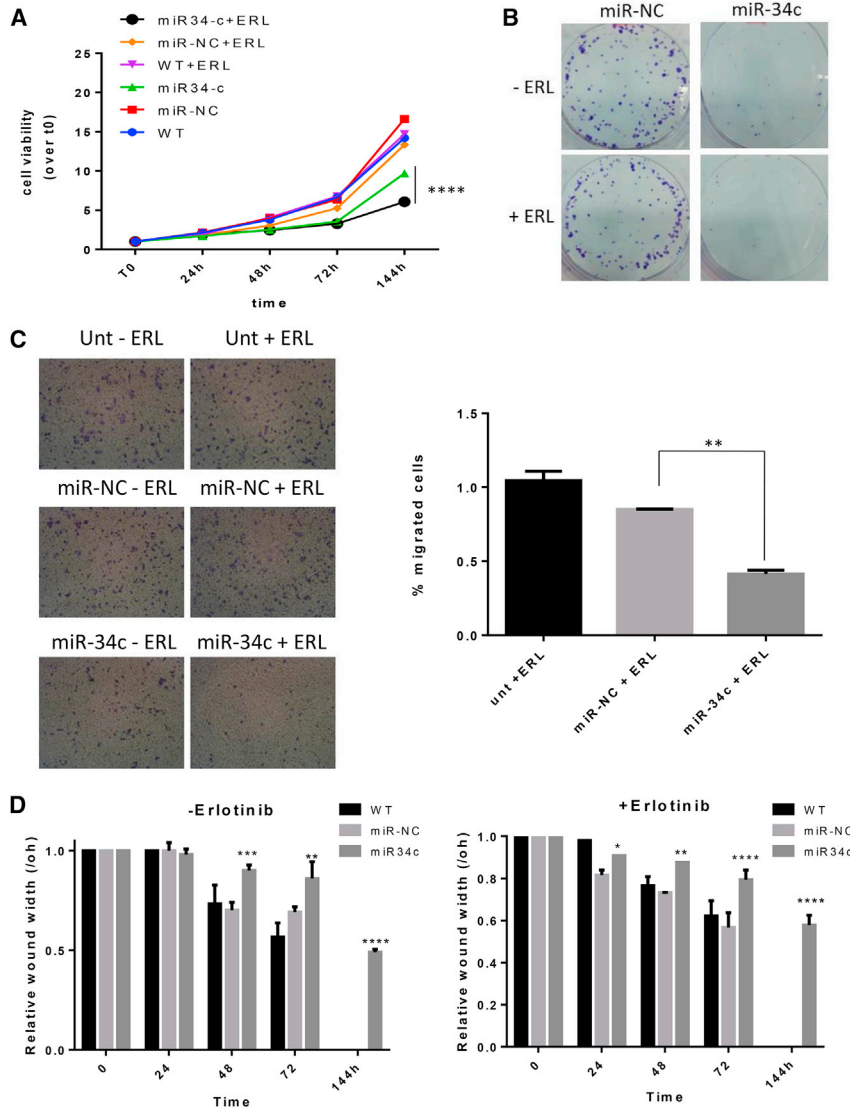 A
miR34-c+ERL
miR-NC+ERL
WT+ERL
miR34-c
miR-NC
WT
25
20
15
10
5
0
cell viability
(over t0)
****
T0
24h
48h
72h
144h
time
B
miR-NC
miR-34c
- ERL
+ ERL
C
Unt - ERL
Unt + ERL
miR-NC - ERL
miR-NC + ERL
miR-34c - ERL
miR-34c + ERL
1.5
1.0
0.5
0.0
% migrated cells
**
unt +ERL
miR-NC + ERL
miR-34c + ERL
D
-Erlotinib
WT
miR-NC
miR34c
1.0
0.5
1.0
Relative wound width (/oh)
***
**
****
0
24
48
72
144h
Time
+Erlotinib
WT
miR-NC
miR34c
1.0
0.8
0.6
0.4
0.2
0.0
Relative wound width (/oh)
*
**
****
****
0
24
48
72
144h
Time